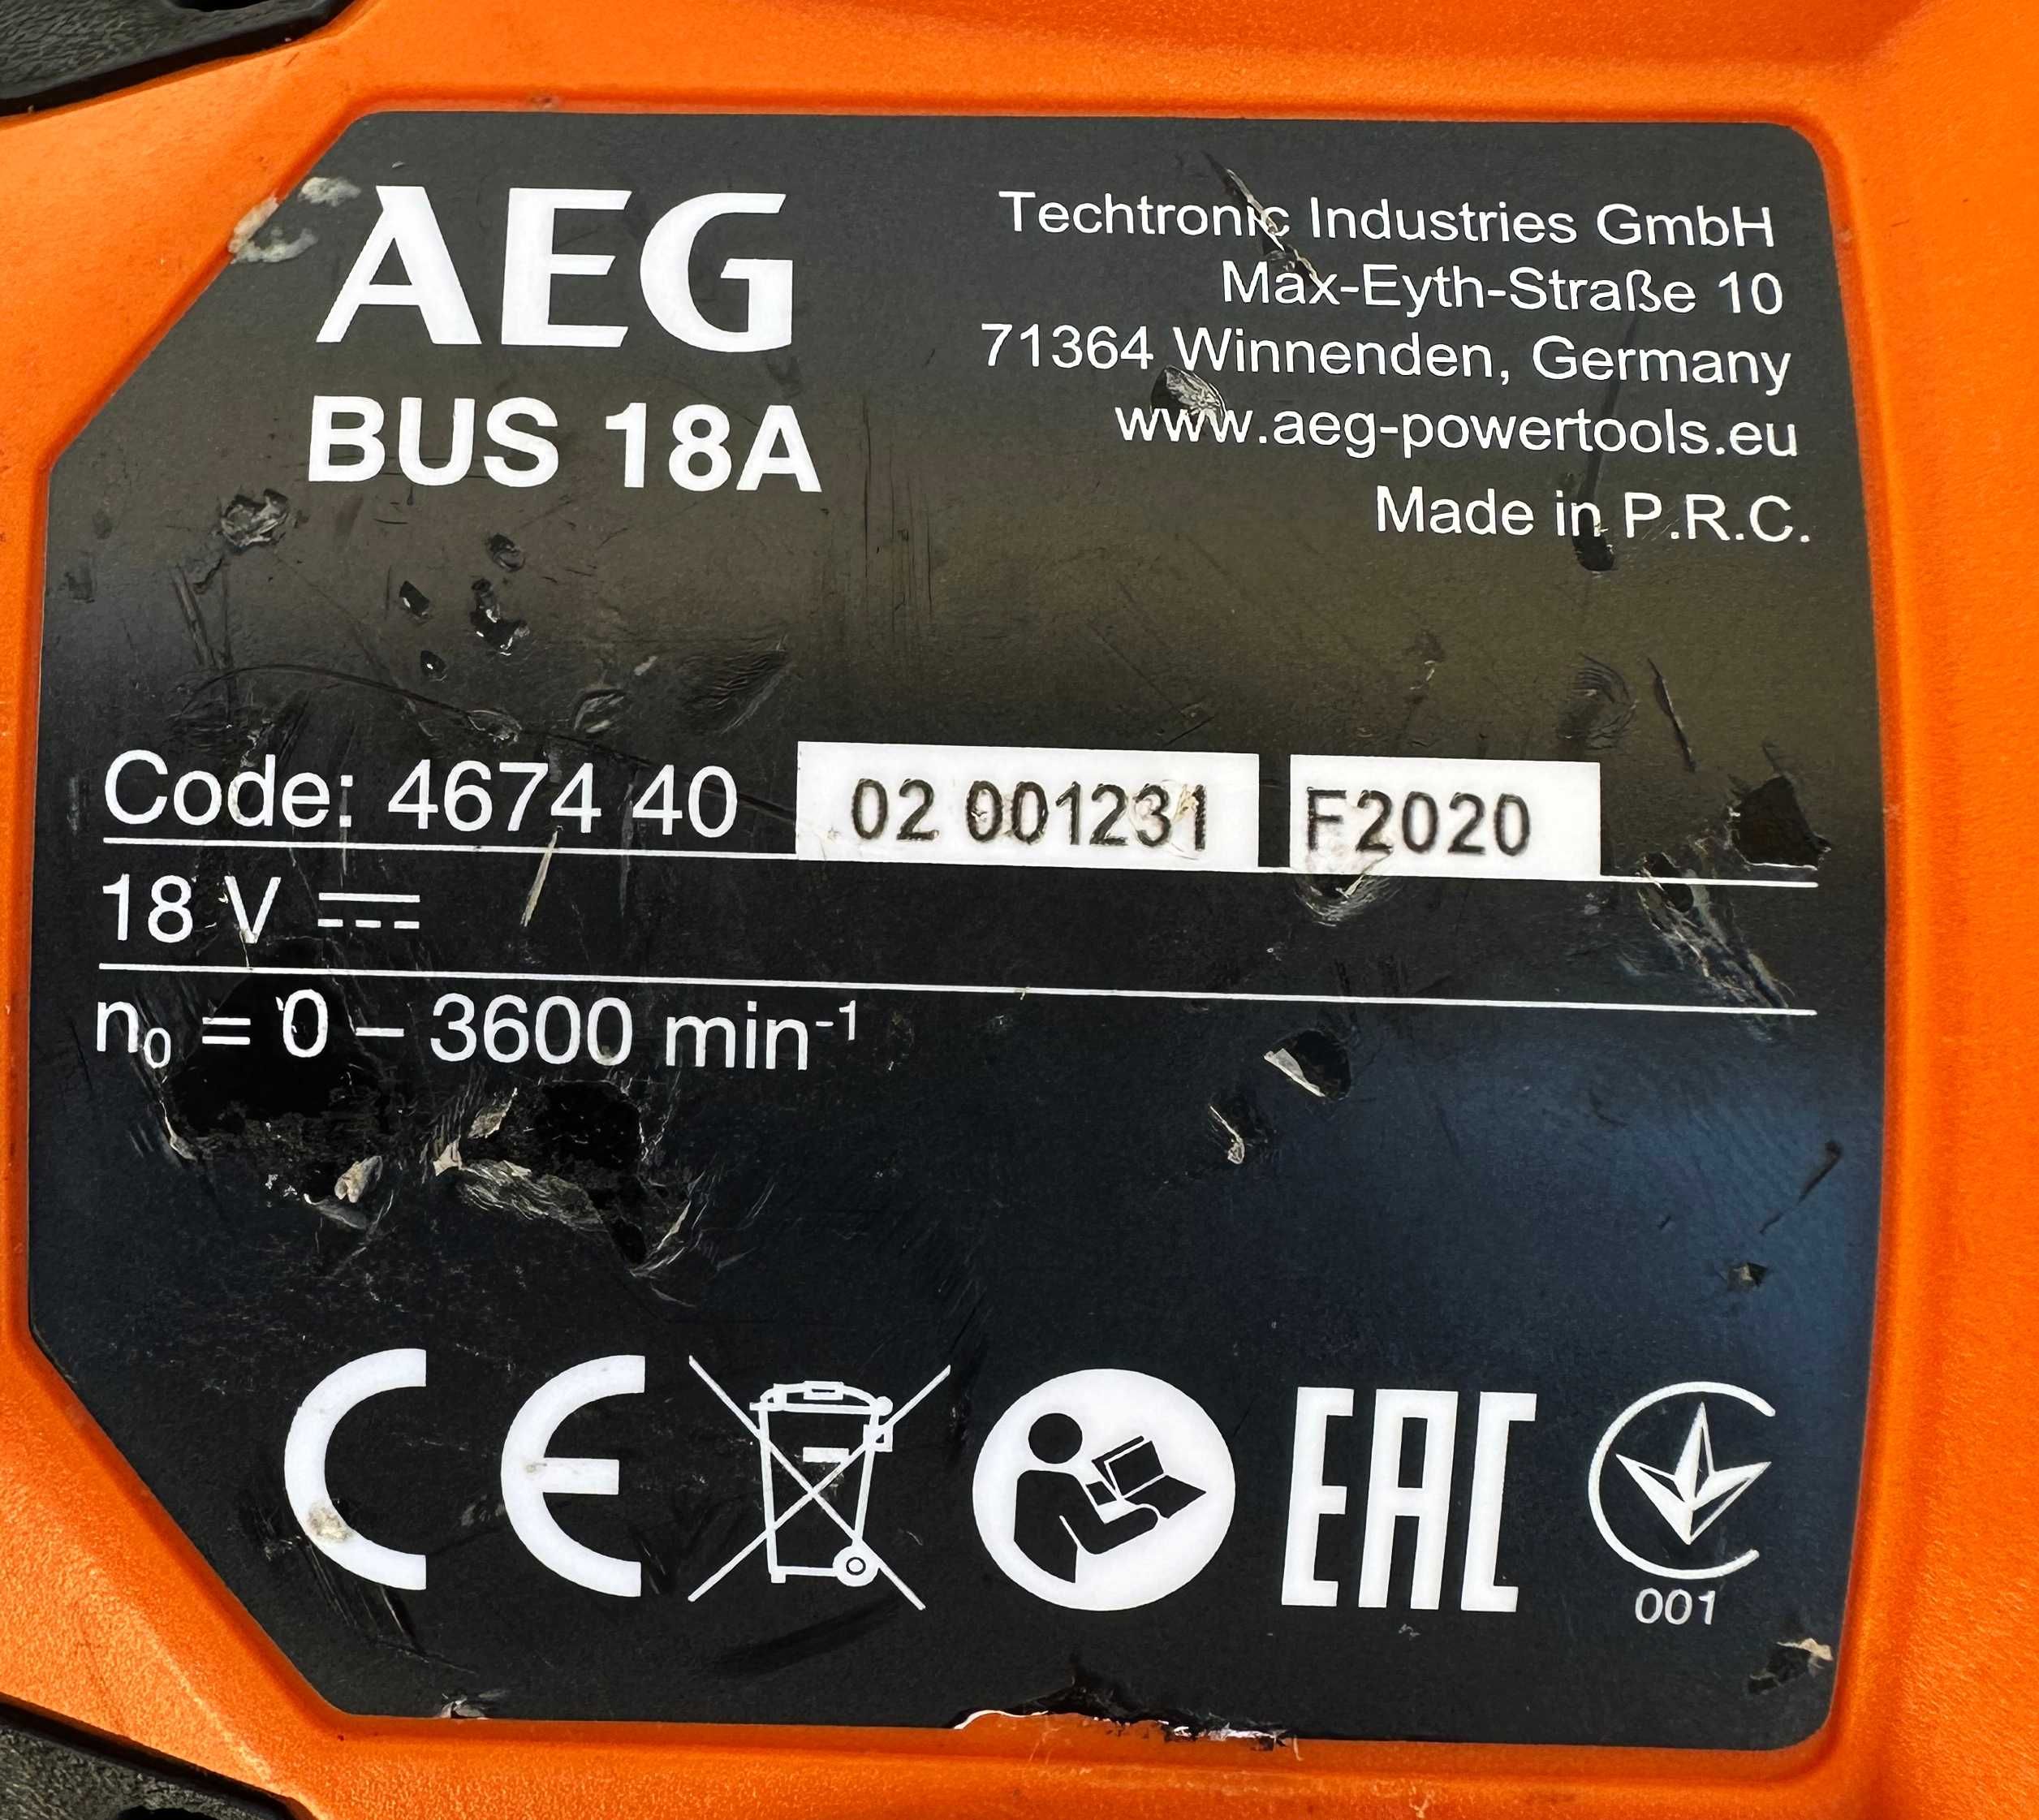 AEG
BUS 18A
Techtronic Industries GmbH
Max-Eyth-Straße 10
71364 Winnenden, Germany
www.aeg-powertools.eu
Made in P.R.C.
Code: 4674 40 02 001231 F2020
18 V ⎓
n₀ = 0 – 3600 min⁻¹
CE
EAC
001